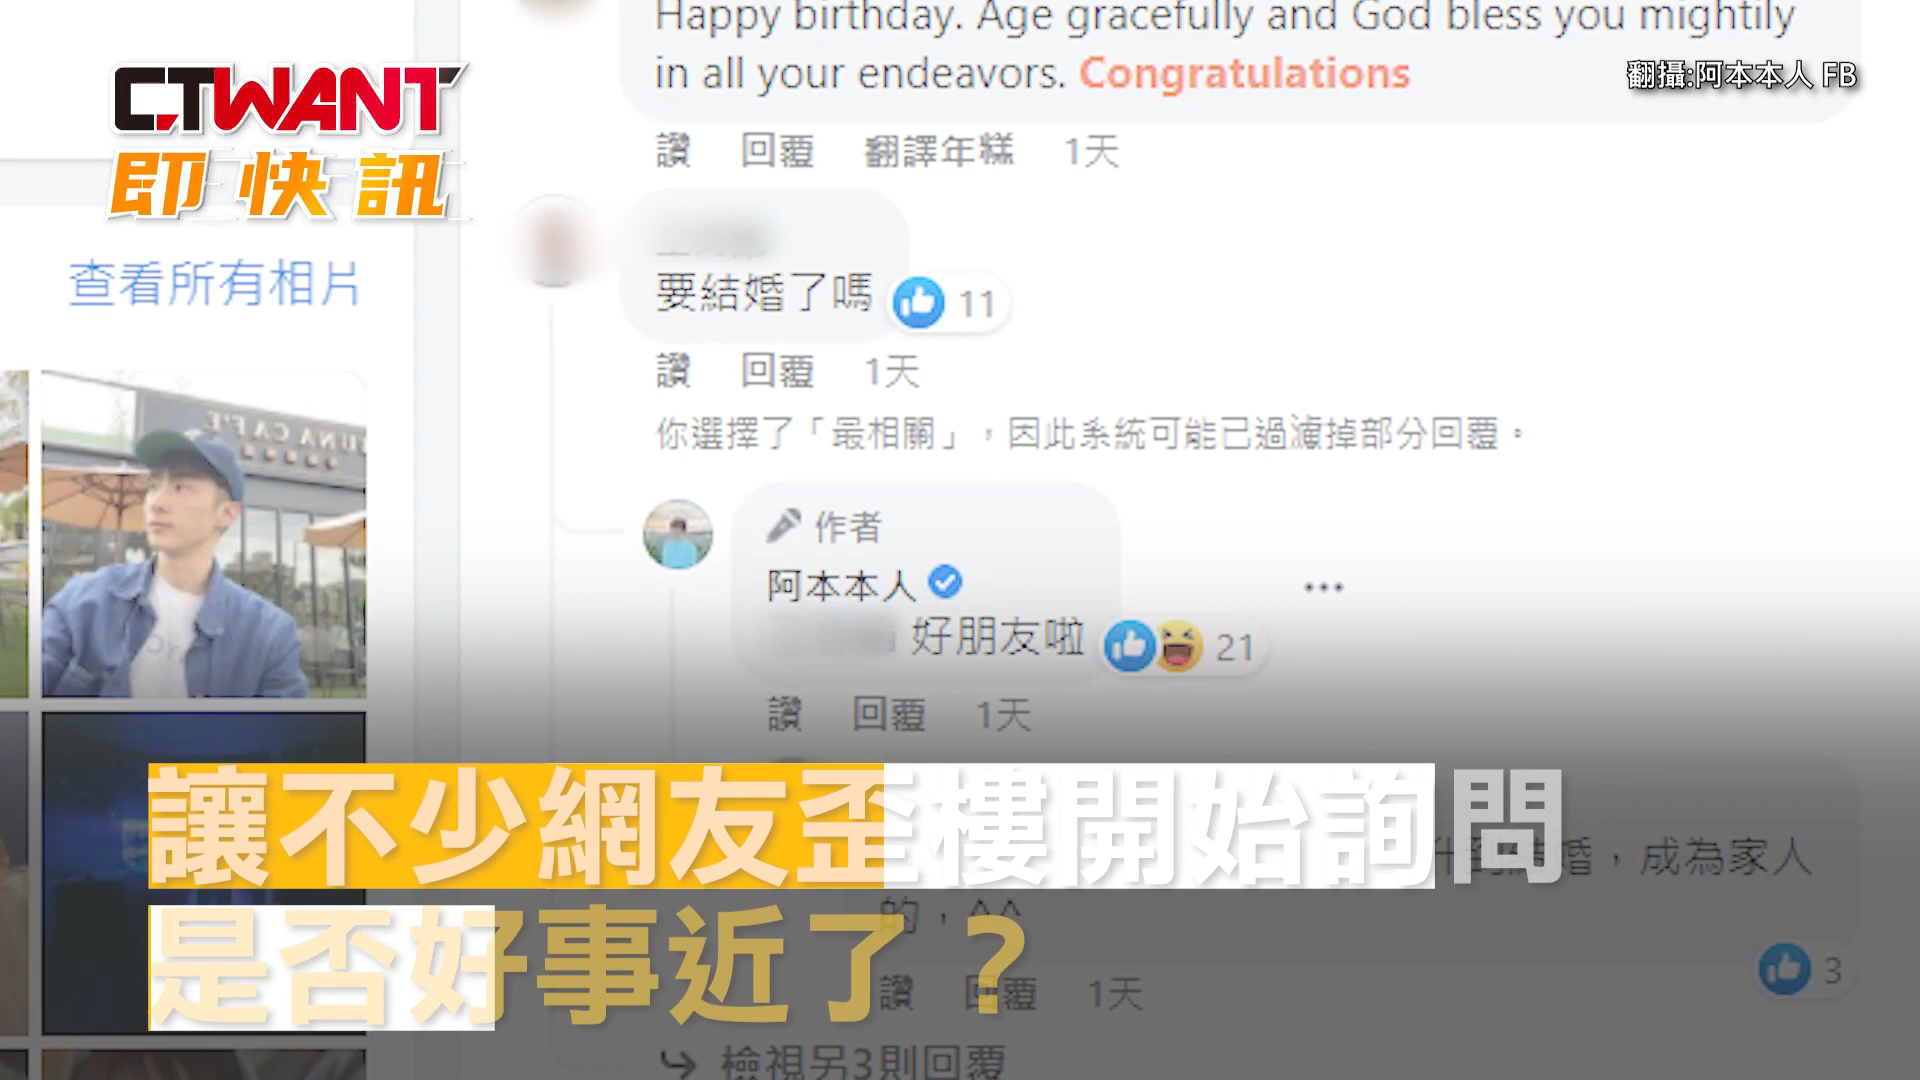 Happy birthday. Age gracefully and God bless you mightily
in all your endeavors. Congratulations
翻攝:阿本本人 FB
CTWANT
即快訊
讚 回覆 翻譯年糕 1天
查看所有相片
要結婚了嗎 11
讚 回覆 1天
你選擇了「最相關」，因此系統可能已過濾掉部分回覆。
作者
阿本本人
好朋友啦 21
讚 回覆 1天
讓不少網友歪樓開始詢問
婚，成為家人
的，^^
是否好事近了？
3
讚 回覆 1天
檢視另3則回覆